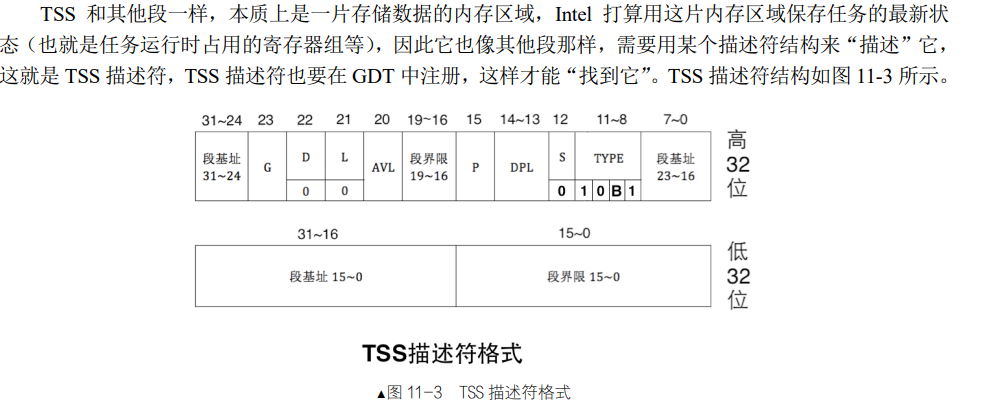 TSS 和其他段一样，本质上是一片存储数据的内存区域，Intel 打算用这片内存区域保存任务的最新状
态（也就是任务运行时占用的寄存器组等），因此它也像其他段那样，需要用某个描述符结构来“描述”它，
这就是 TSS 描述符，TSS 描述符也要在 GDT 中注册，这样才能“找到它”。TSS 描述符结构如图 11-3 所示。
31~24 23 22 21 20 19~16 15 14~13 12 11~8 7~0
段基址 31~24 G D L AVL 段界限 19~16 P DPL S TYPE 段基址 23~16
0 0 0 1 0 B 1
高 32 位
31~16 15~0
段基址 15~0 段界限 15~0
低 32 位
TSS描述符格式
▲图 11-3 TSS 描述符格式